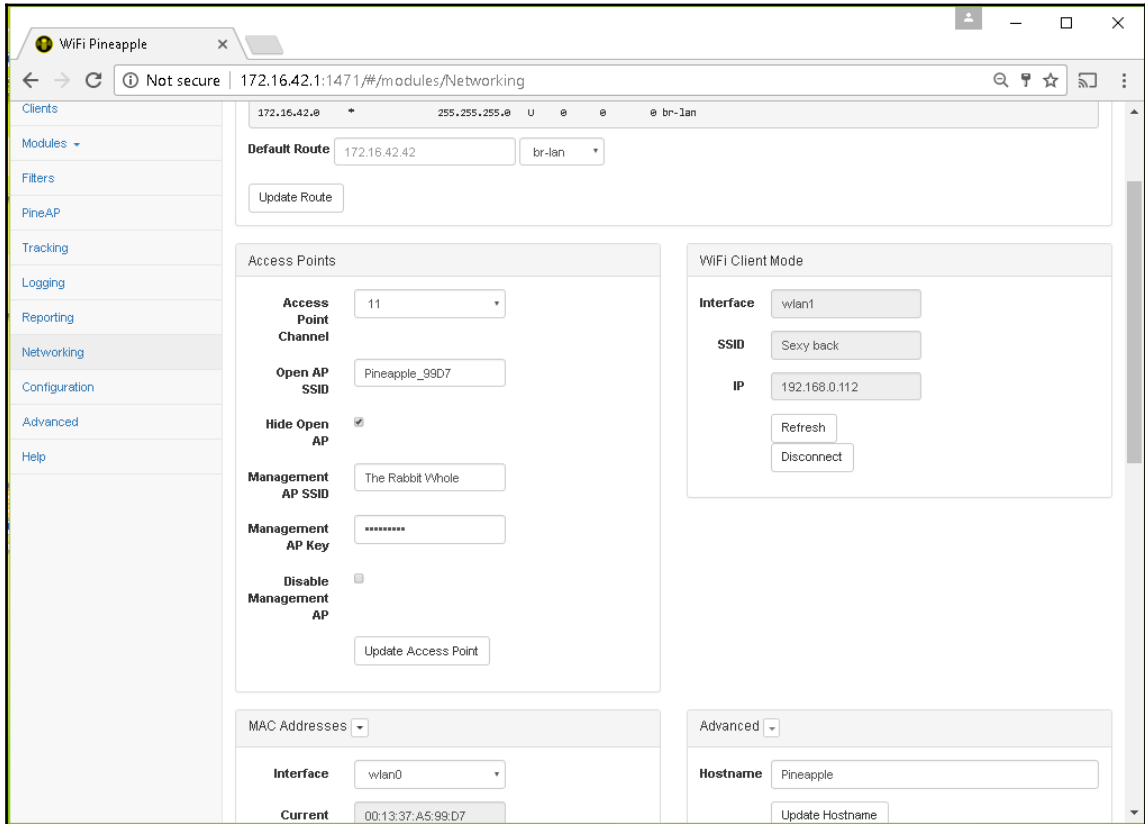 WiFi Pineapple
Not secure | 172.16.42.1:1471/#/modules/Networking
Clients
Modules
Filters
PineAP
Tracking
Logging
Reporting
Networking
Configuration
Advanced
Help
172.16.42.0 * 255.255.255.0 U 0 0 0 br-lan
Default Route 172.16.42.42 br-lan
Update Route
Access Points
Access Point Channel 11
Open AP SSID Pineapple_99D7
Hide Open AP
Management AP SSID The Rabbit Whole
Management AP Key •••••••••
Disable Management AP
Update Access Point
WiFi Client Mode
Interface wlan1
SSID Sexy back
IP 192.168.0.112
Refresh
Disconnect
MAC Addresses
Interface wlan0
Current 00:13:37:A5:99:D7
Advanced
Hostname Pineapple
Update Hostname